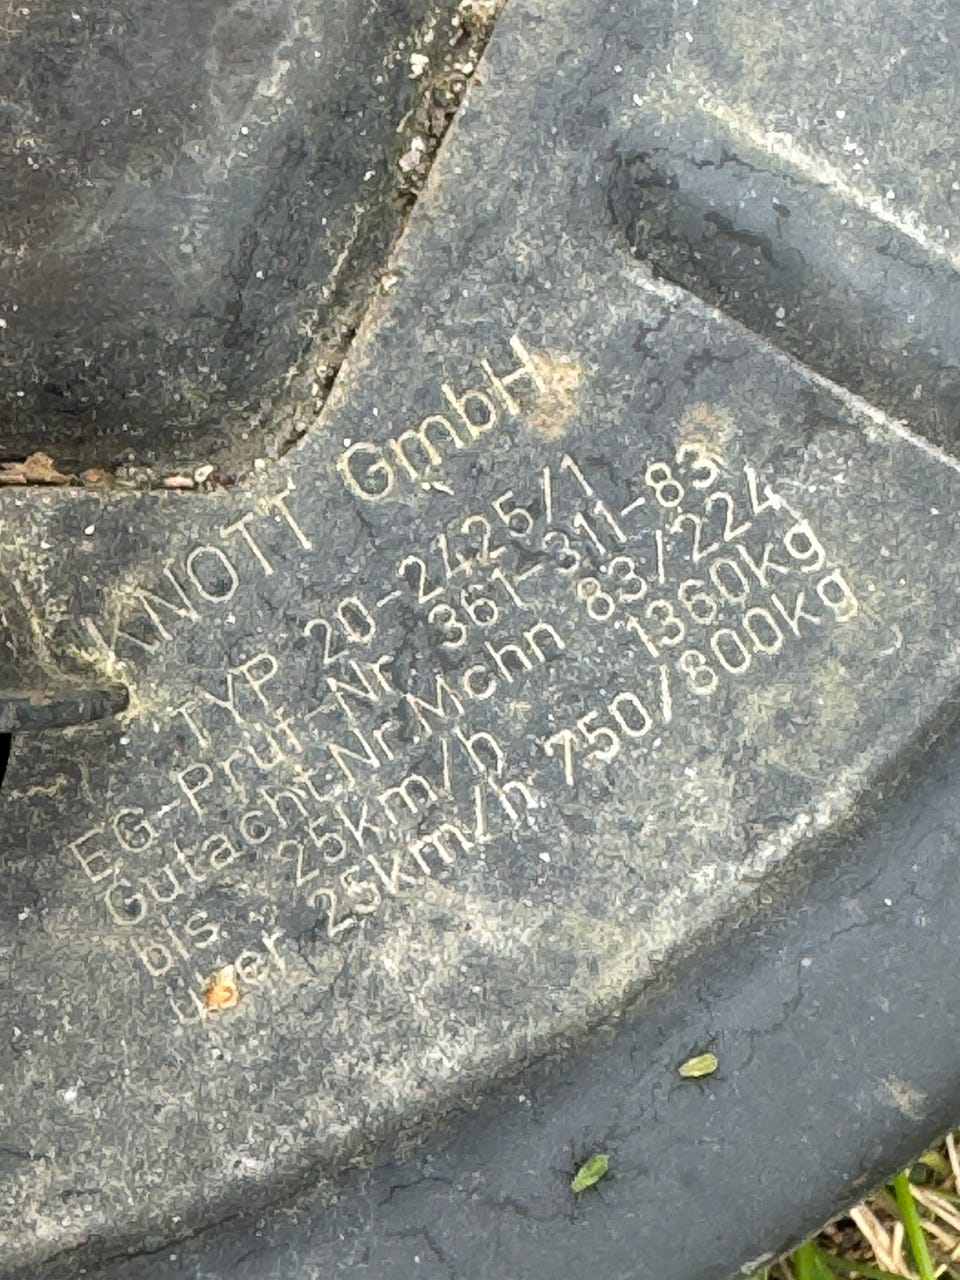 KNOTT GmbH
TYP 20-2425/1
EG-Prüf-Nr 361-311-83
Gutacht.Nr.Mchn 83/224
bis 25km/h 1360kg
über 25km/h 750/800kg